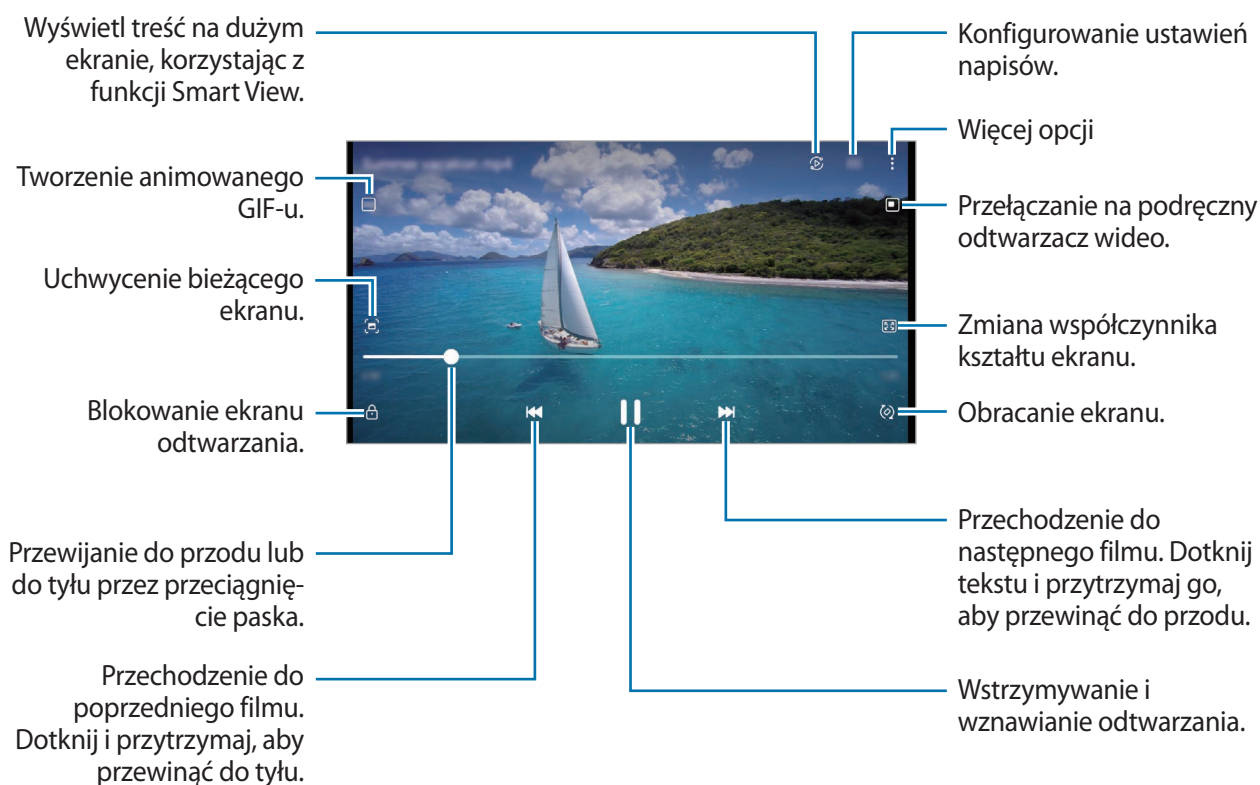 Wyświetl treść na dużym
ekranie, korzystając z
funkcji Smart View.
Tworzenie animowanego
GIF-u.
Uchwycenie bieżącego
ekranu.
Blokowanie ekranu
odtwarzania.
Przewijanie do przodu lub
do tyłu przez przeciągnię-
cie paska.
Przechodzenie do
poprzedniego filmu.
Dotknij i przytrzymaj, aby
przewinąć do tyłu.
Konfigurowanie ustawień
napisów.
Więcej opcji
Przełączanie na podręczny
odtwarzacz wideo.
Zmiana współczynnika
kształtu ekranu.
Obracanie ekranu.
Przechodzenie do
następnego filmu. Dotknij
tekstu i przytrzymaj go,
aby przewinąć do przodu.
Wstrzymywanie i
wznawianie odtwarzania.